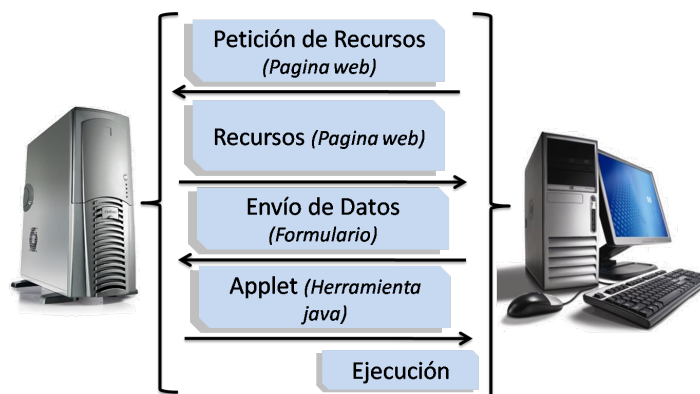 Petición de Recursos
(Pagina web)
Recursos (Pagina web)
Envío de Datos
(Formulario)
Applet (Herramienta
java)
Ejecución